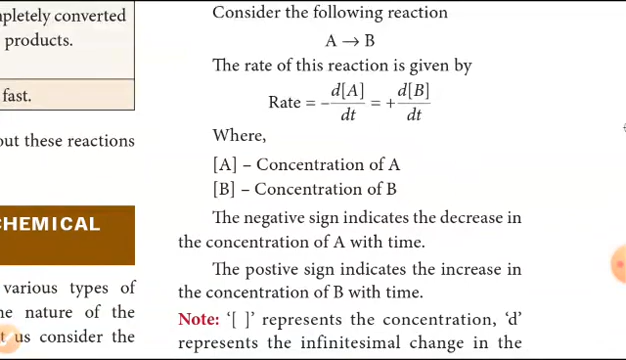 pletely converted
products.
fast.
out these reactions
CHEMICAL
various types of
ne nature of the
t us consider the
Consider the following reaction
A → B
The rate of this reaction is given by
Rate = −d[A]/dt = +d[B]/dt
Where,
[A] – Concentration of A
[B] – Concentration of B
The negative sign indicates the decrease in
the concentration of A with time.
The postive sign indicates the increase in
the concentration of B with time.
Note: ‘[ ]’ represents the concentration, ‘d’
represents the infinitesimal change in the